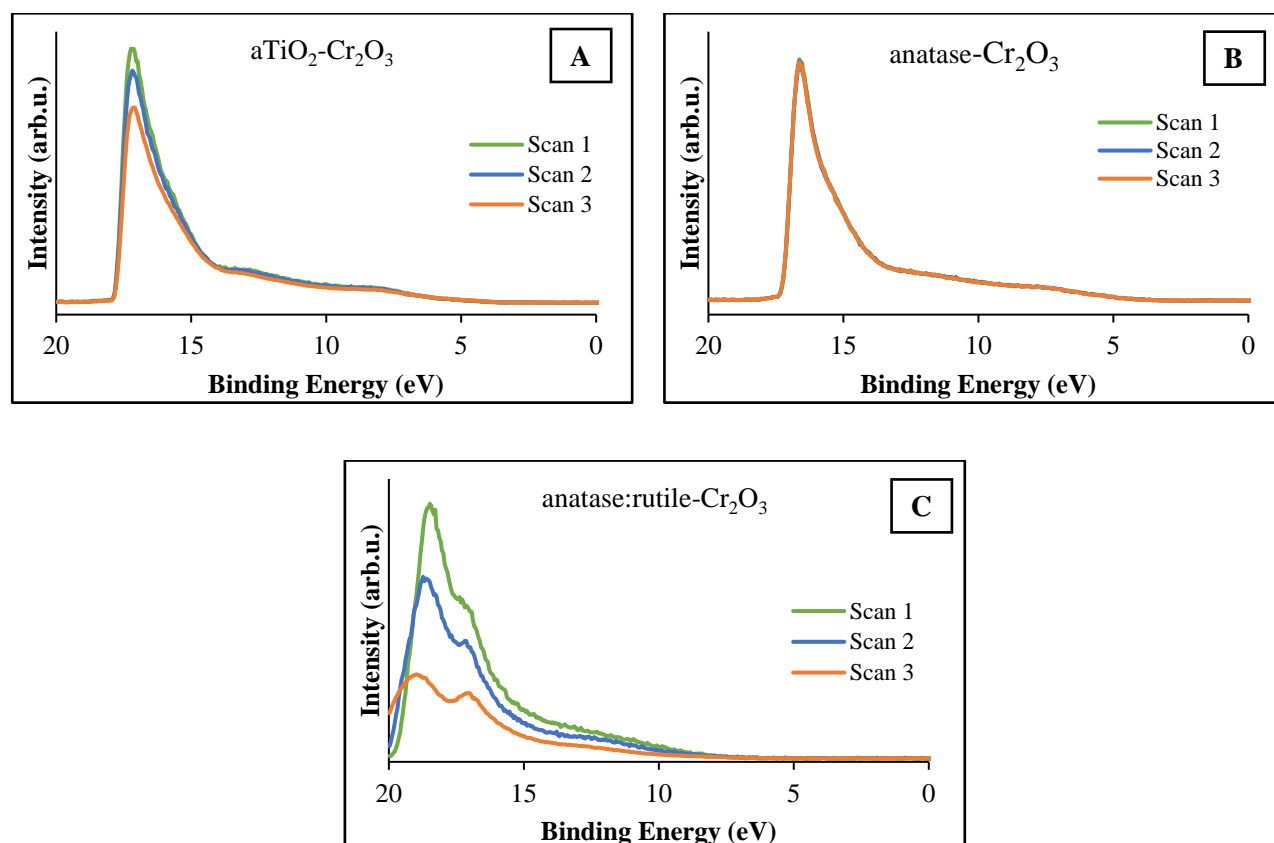 aTiO₂-Cr₂O₃
A
Intensity (arb.u.)
Scan 1
Scan 2
Scan 3
20 15 10 5 0
Binding Energy (eV)
anatase-Cr₂O₃
B
Intensity (arb.u.)
Scan 1
Scan 2
Scan 3
20 15 10 5 0
Binding Energy (eV)
anatase:rutile-Cr₂O₃
C
Intensity (arb.u.)
Scan 1
Scan 2
Scan 3
20 15 10 5 0
Binding Energy (eV)